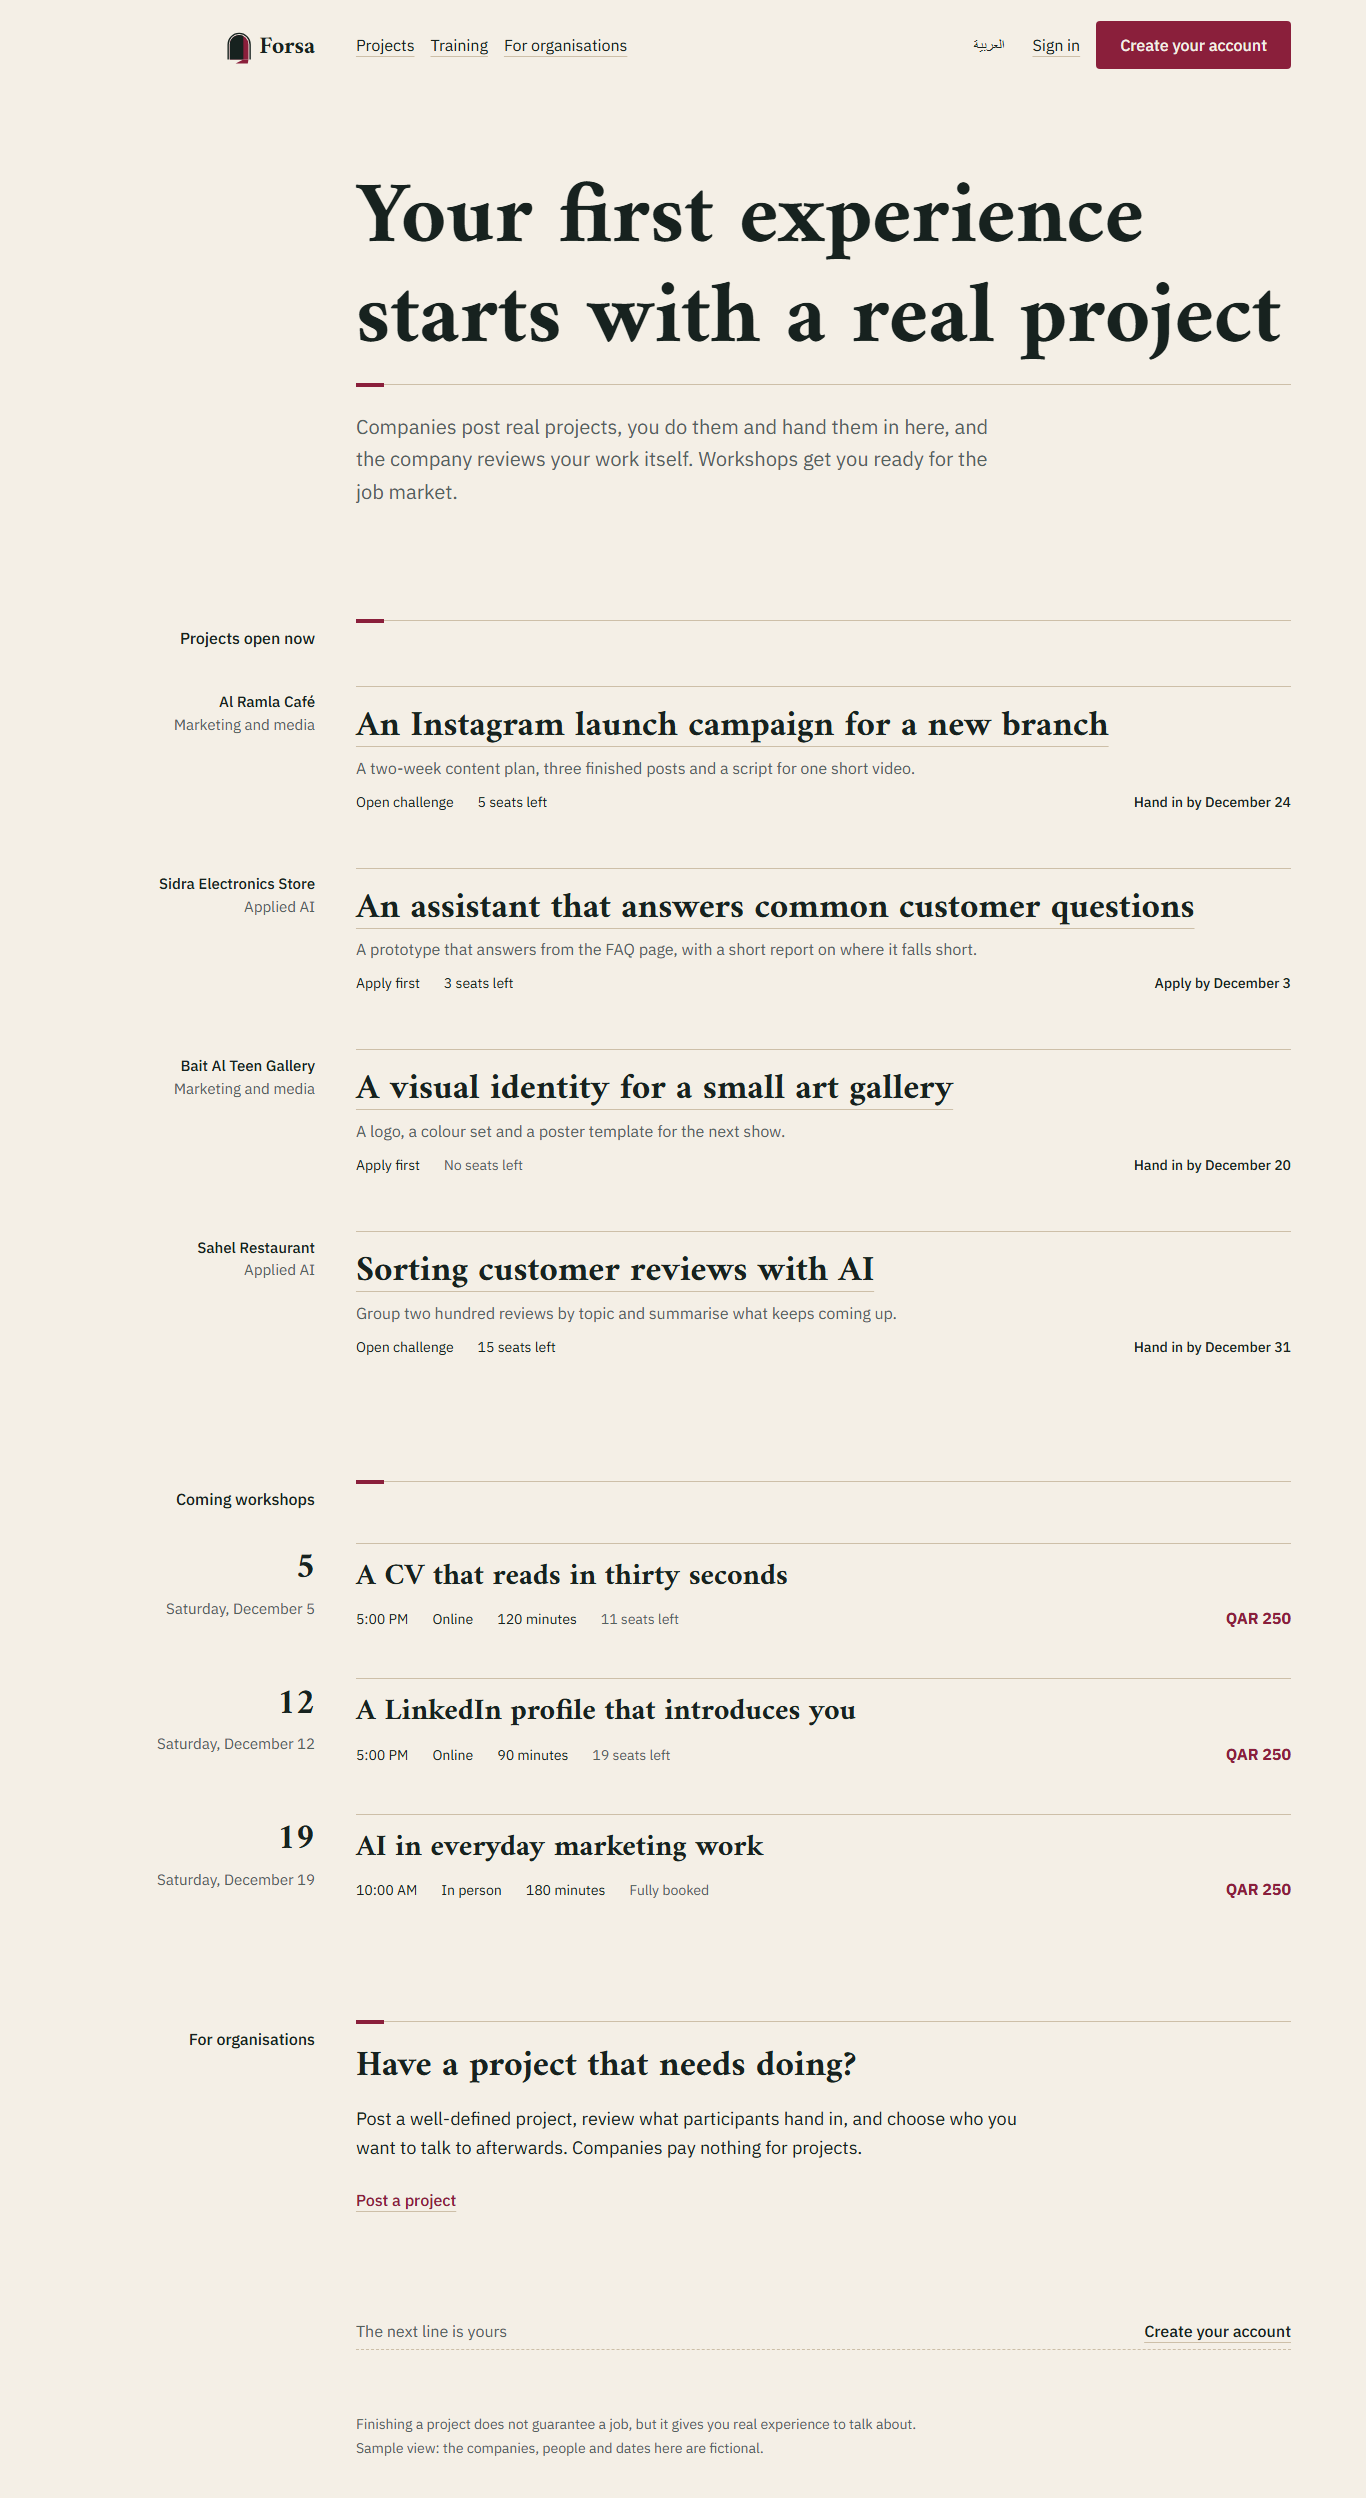 Forsa
Projects Training For organisations
العربية Sign in Create your account
Your first experience
starts with a real project
Companies post real projects, you do them and hand them in here, and
the company reviews your work itself. Workshops get you ready for the
job market.
Projects open now
Al Ramla Café
Marketing and media
An Instagram launch campaign for a new branch
A two-week content plan, three finished posts and a script for one short video.
Open challenge 5 seats left Hand in by December 24
Sidra Electronics Store
Applied AI
An assistant that answers common customer questions
A prototype that answers from the FAQ page, with a short report on where it falls short.
Apply first 3 seats left Apply by December 3
Bait Al Teen Gallery
Marketing and media
A visual identity for a small art gallery
A logo, a colour set and a poster template for the next show.
Apply first No seats left Hand in by December 20
Sahel Restaurant
Applied AI
Sorting customer reviews with AI
Group two hundred reviews by topic and summarise what keeps coming up.
Open challenge 15 seats left Hand in by December 31
Coming workshops
5
Saturday, December 5
A CV that reads in thirty seconds
5:00 PM Online 120 minutes 11 seats left QAR 250
12
Saturday, December 12
A LinkedIn profile that introduces you
5:00 PM Online 90 minutes 19 seats left QAR 250
19
Saturday, December 19
AI in everyday marketing work
10:00 AM In person 180 minutes Fully booked QAR 250
For organisations
Have a project that needs doing?
Post a well-defined project, review what participants hand in, and choose who you
want to talk to afterwards. Companies pay nothing for projects.
Post a project
The next line is yours Create your account
Finishing a project does not guarantee a job, but it gives you real experience to talk about.
Sample view: the companies, people and dates here are fictional.